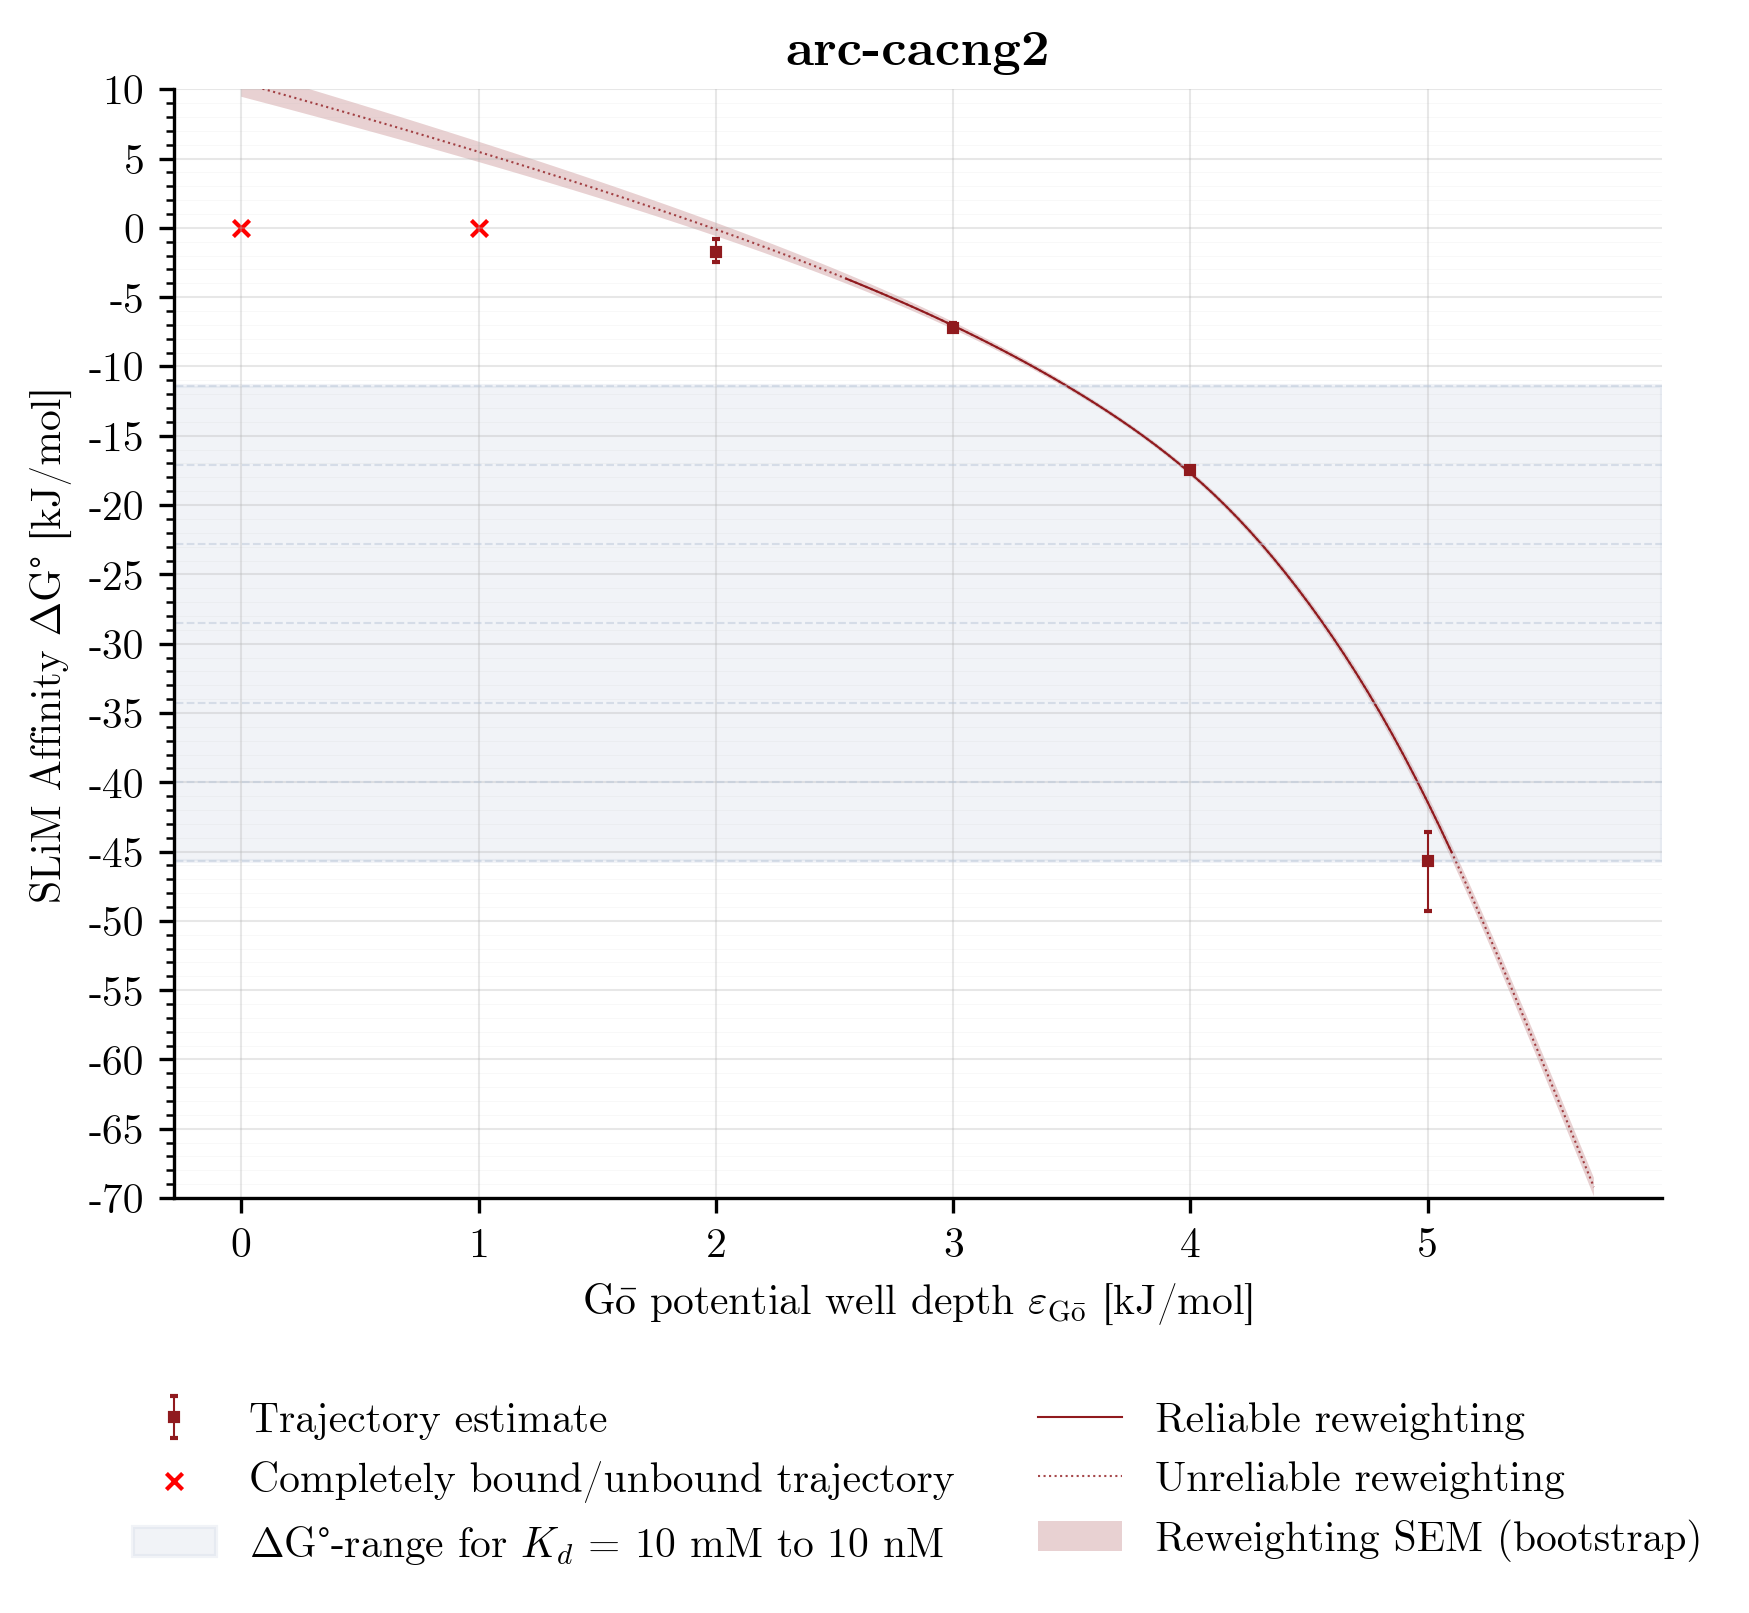 arc-cacng2
10
5
0
-5
-10
-15
-20
-25
-30
-35
-40
-45
-50
-55
-60
-65
-70
SLiM Affinity ΔG° [kJ/mol]
0 1 2 3 4 5
Gō potential well depth εGō [kJ/mol]
Trajectory estimate
Completely bound/unbound trajectory
ΔG°-range for Kd = 10 mM to 10 nM
Reliable reweighting
Unreliable reweighting
Reweighting SEM (bootstrap)